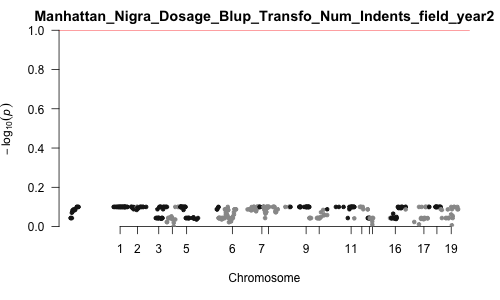 Manhattan_Nigra_Dosage_Blup_Transfo_Num_Indents_field_year2
1.0
0.8
0.6
0.4
0.2
0.0
− log10(p)
1 2 3 5 6 7 9 11 16 17 19
Chromosome